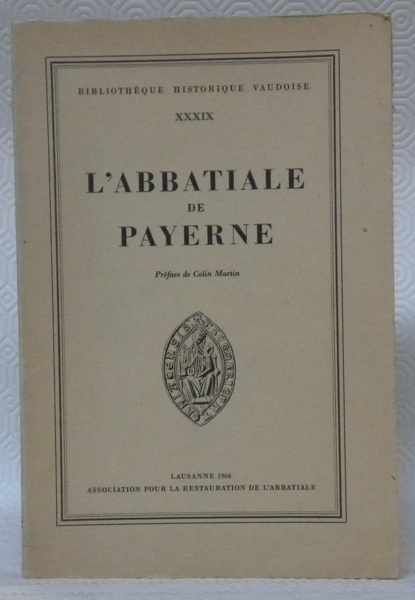 BIBLIOTHÈQUE HISTORIQUE VAUDOISE
XXXIX
L'ABBATIALE
DE
PAYERNE
Préface de Colin Martin
LAUSANNE 1966
ASSOCIATION POUR LA RESTAURATION DE L'ABBATIALE